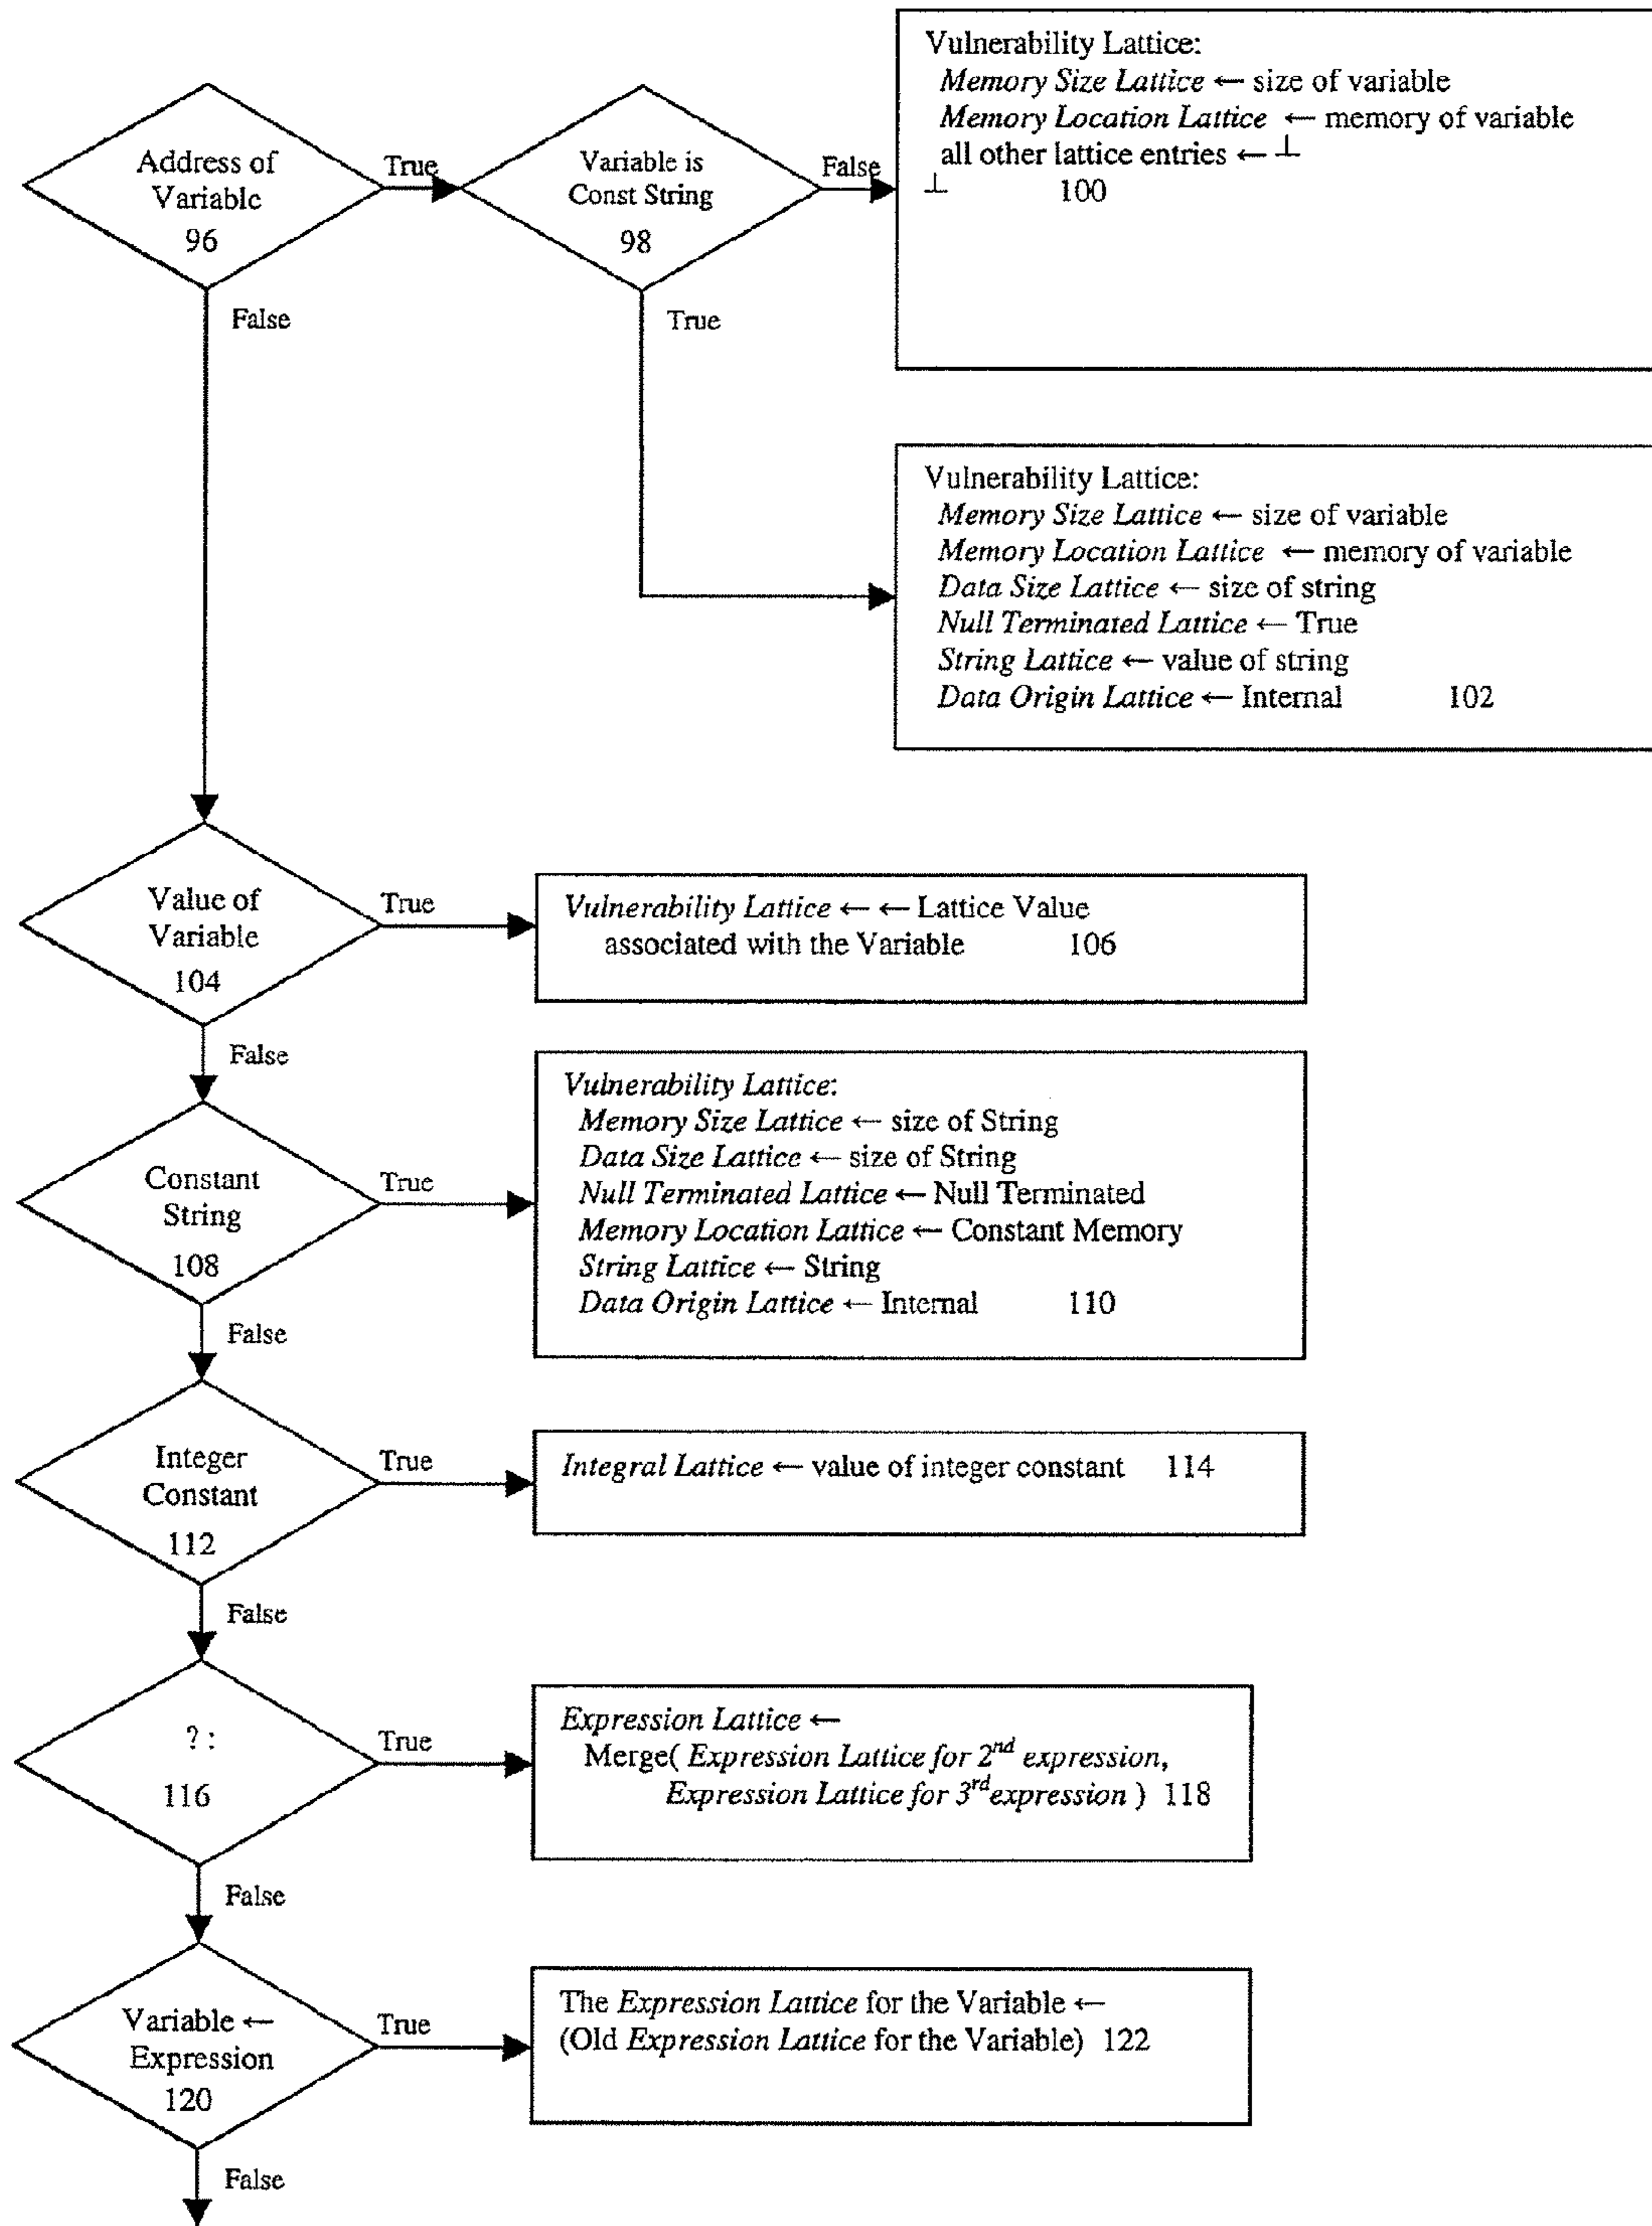 Address of
Variable
96
True
Variable is
Const String
98
False
Vulnerability Lattice:
Memory Size Lattice ← size of variable
Memory Location Lattice ← memory of variable
all other lattice entries ← ⊥
⊥ 100
False
True
Vulnerability Lattice:
Memory Size Lattice ← size of variable
Memory Location Lattice ← memory of variable
Data Size Lattice ← size of string
Null Terminated Lattice ← True
String Lattice ← value of string
Data Origin Lattice ← Internal 102
Value of
Variable
104
True
Vulnerability Lattice ← ← Lattice Value
associated with the Variable 106
False
Constant
String
108
True
Vulnerability Lattice:
Memory Size Lattice ← size of String
Data Size Lattice ← size of String
Null Terminated Lattice ← Null Terminated
Memory Location Lattice ← Constant Memory
String Lattice ← String
Data Origin Lattice ← Internal 110
False
Integer
Constant
112
True
Integral Lattice ← value of integer constant 114
False
? :
116
True
Expression Lattice ←
Merge( Expression Lattice for 2nd expression,
Expression Lattice for 3rd expression ) 118
False
Variable ←
Expression
120
True
The Expression Lattice for the Variable ←
(Old Expression Lattice for the Variable) 122
False